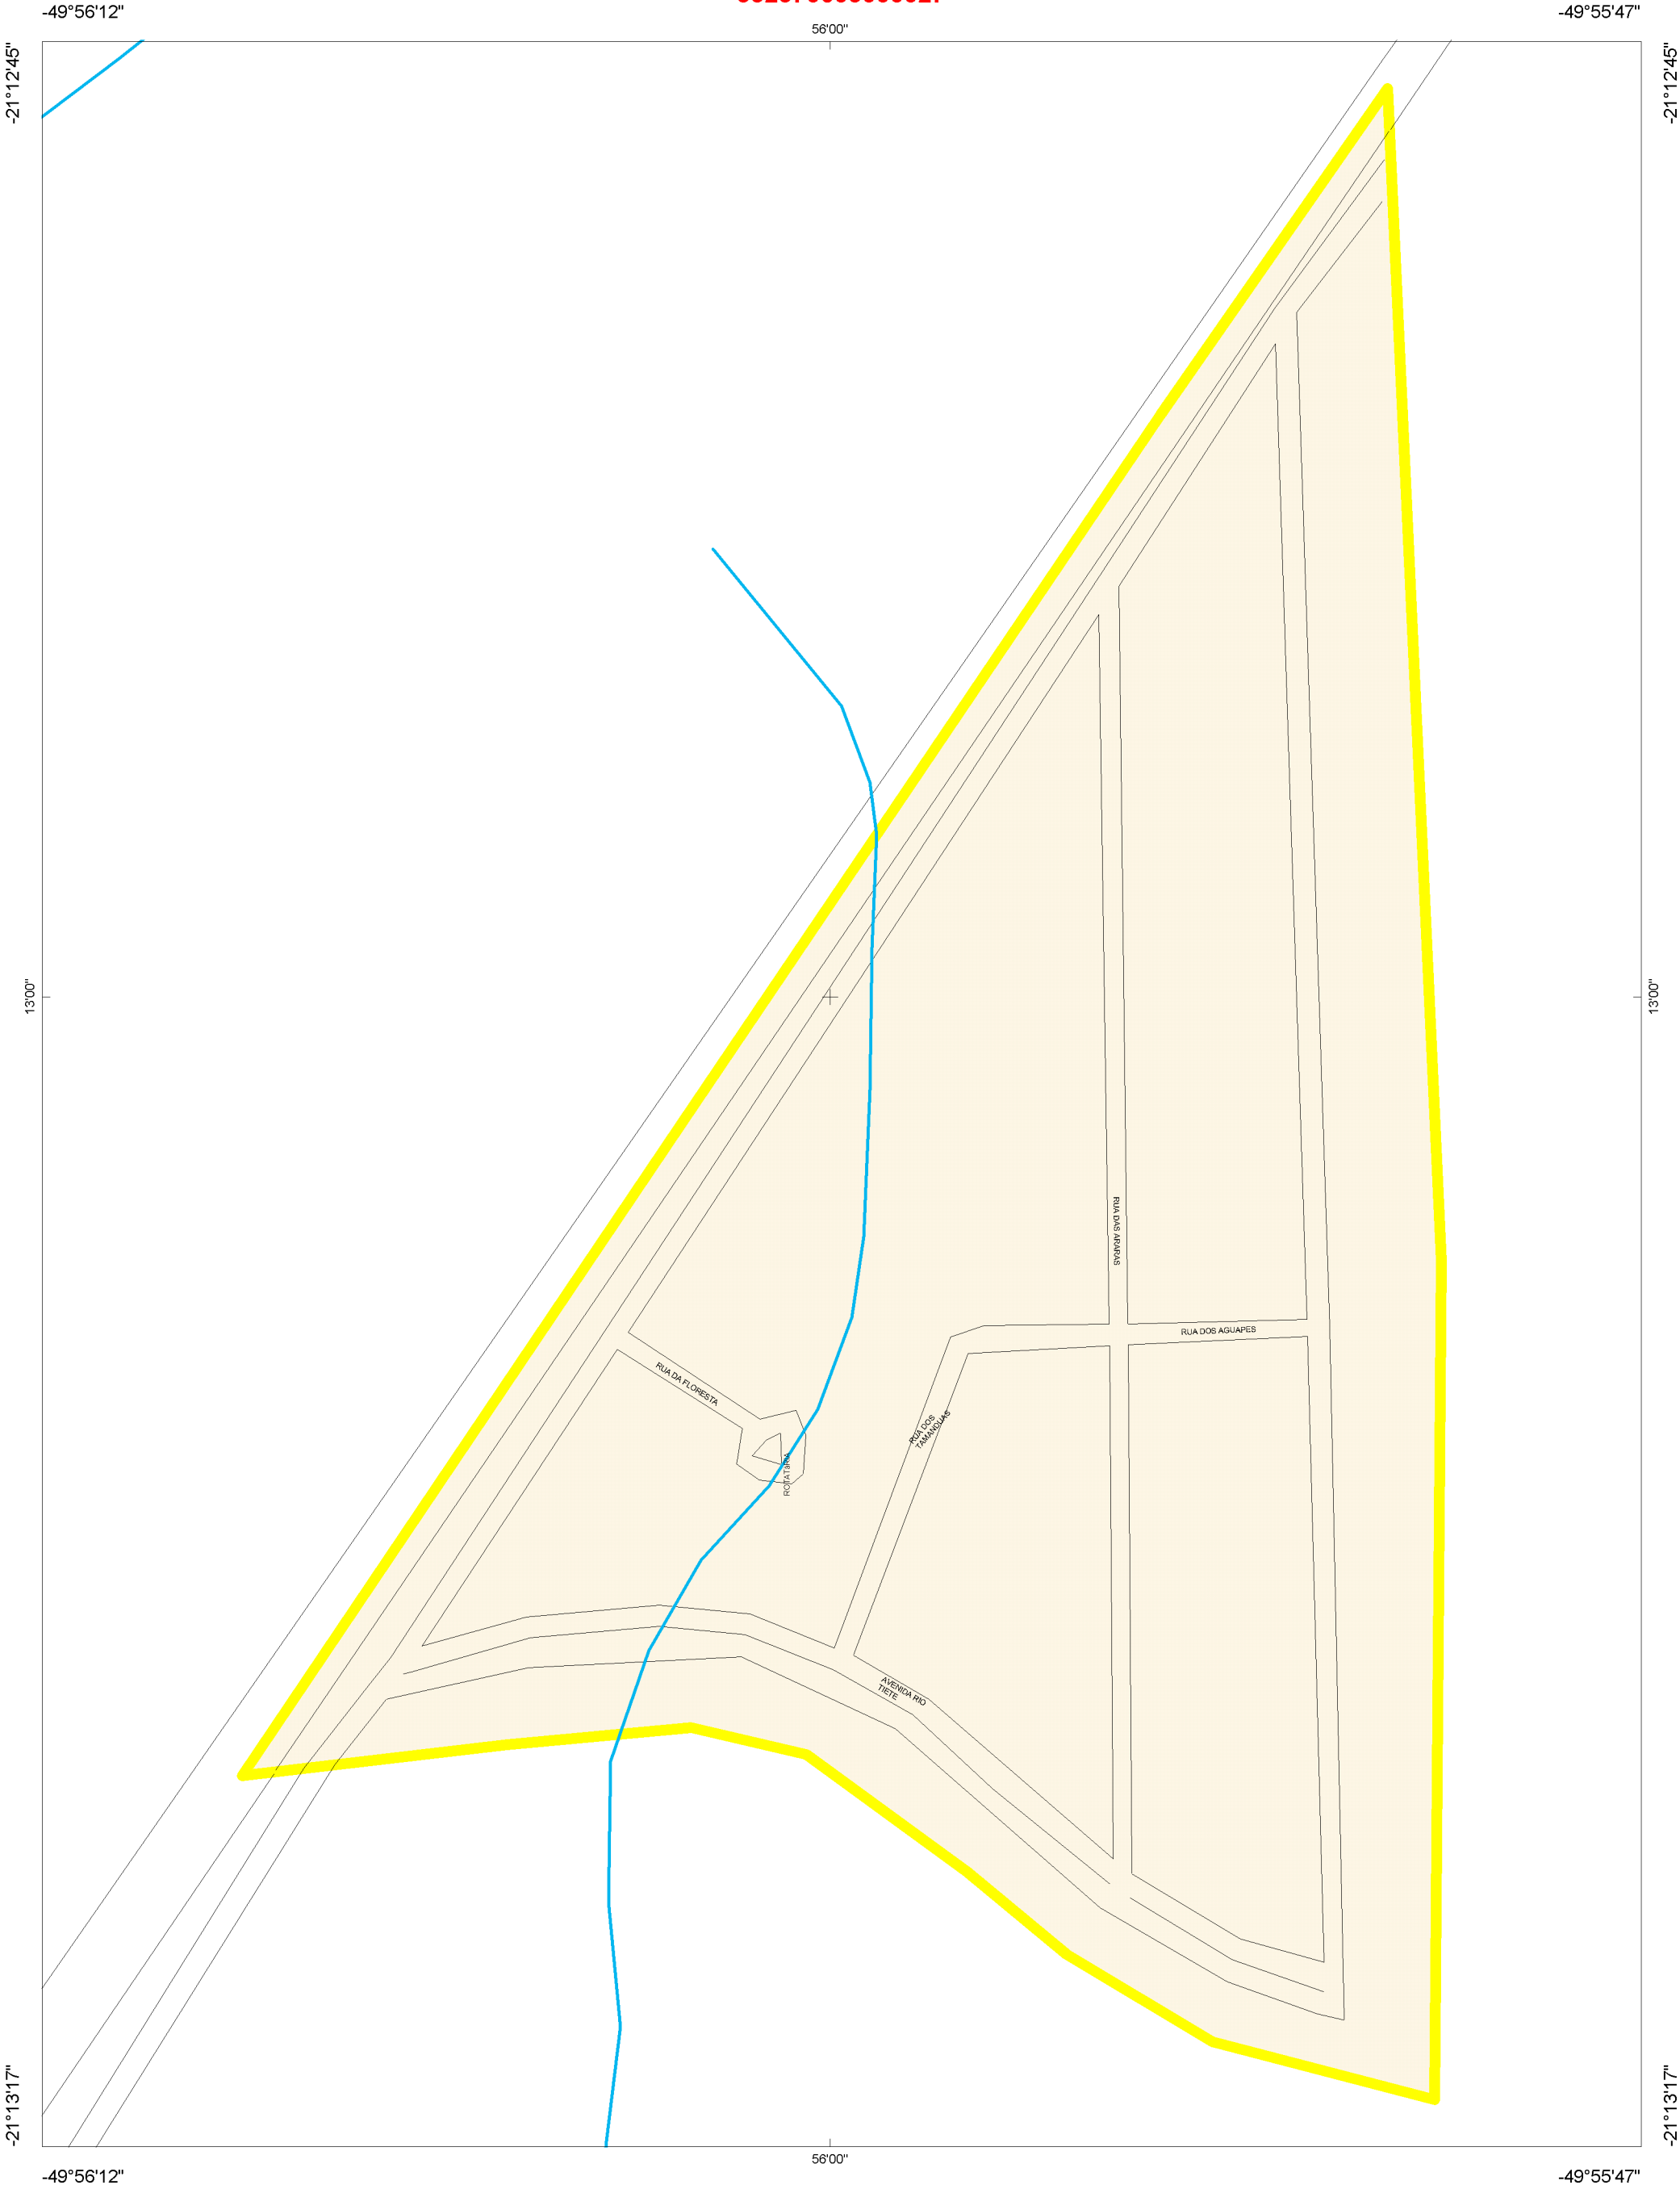 -49°56'12"
-49°55'47"
56'00"
-21°12'45"
-21°12'45"
13'00"
13'00"
RUA DAS ARARAS
RUA DOS AGUAPES
RUA DA FLORESTA
RUA DOS
TAMANDUAS
ROTATaRIA
AVENIDA RIO
TIETE
-21°13'17"
-21°13'17"
56'00"
-49°56'12"
-49°55'47"